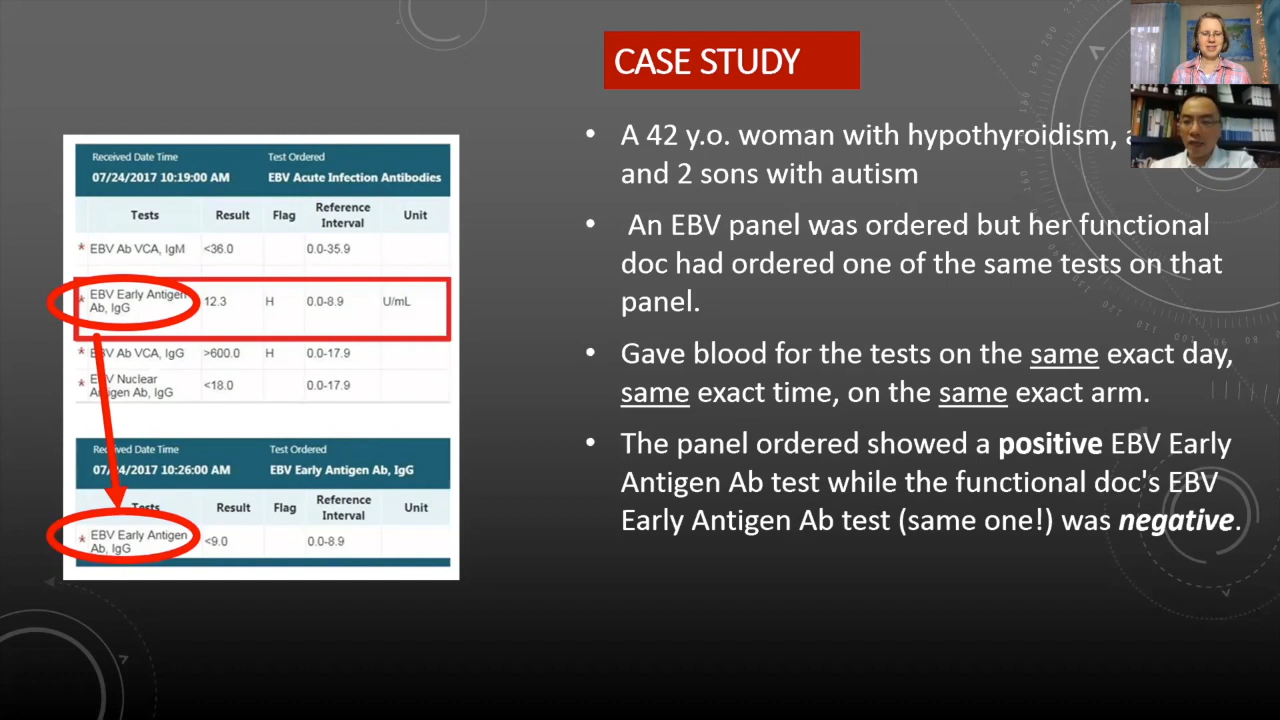 CASE STUDY
Received Date Time Test Ordered
07/24/2017 10:19:00 AM EBV Acute Infection Antibodies
Tests Result Flag Reference Interval Unit
* EBV Ab VCA, IgM <36.0 0.0-35.9
* EBV Early Antigen Ab, IgG 12.3 H 0.0-8.9 U/mL
* EBV Ab VCA, IgG >600.0 H 0.0-17.9
* EBV Nuclear Antigen Ab, IgG <18.0 0.0-17.9
Received Date Time Test Ordered
07/24/2017 10:26:00 AM EBV Early Antigen Ab, IgG
Tests Result Flag Reference Interval Unit
* EBV Early Antigen Ab, IgG <9.0 0.0-8.9
• A 42 y.o. woman with hypothyroidism,
and 2 sons with autism
• An EBV panel was ordered but her functional
doc had ordered one of the same tests on that
panel.
• Gave blood for the tests on the same exact day,
same exact time, on the same exact arm.
• The panel ordered showed a positive EBV Early
Antigen Ab test while the functional doc's EBV
Early Antigen Ab test (same one!) was negative.